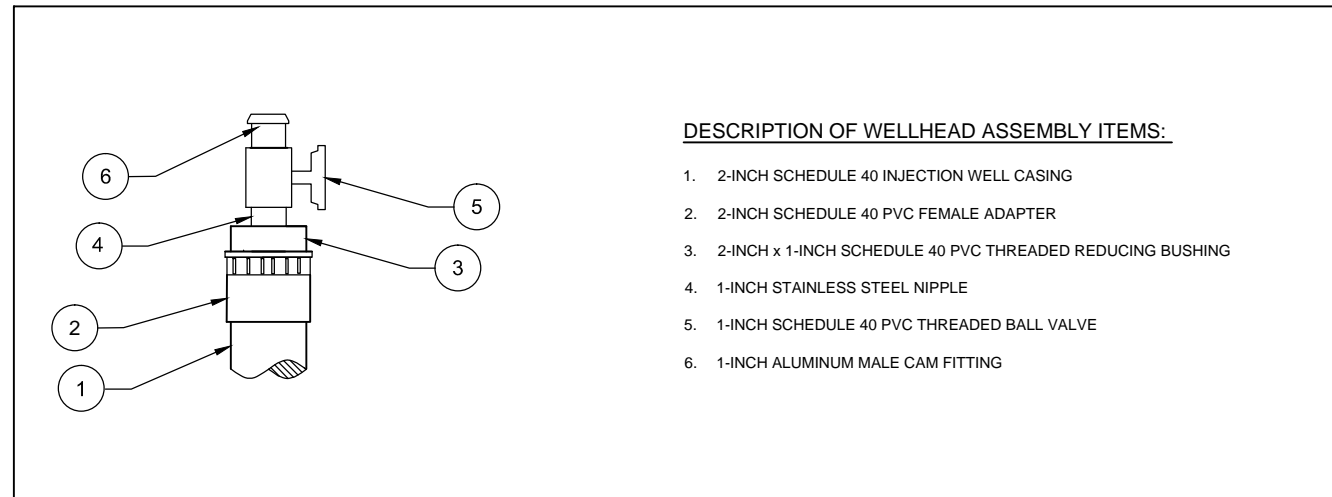 DESCRIPTION OF WELLHEAD ASSEMBLY ITEMS:
1. 2-INCH SCHEDULE 40 INJECTION WELL CASING
2. 2-INCH SCHEDULE 40 PVC FEMALE ADAPTER
3. 2-INCH x 1-INCH SCHEDULE 40 PVC THREADED REDUCING BUSHING
4. 1-INCH STAINLESS STEEL NIPPLE
5. 1-INCH SCHEDULE 40 PVC THREADED BALL VALVE
6. 1-INCH ALUMINUM MALE CAM FITTING
6
5
4
3
2
1